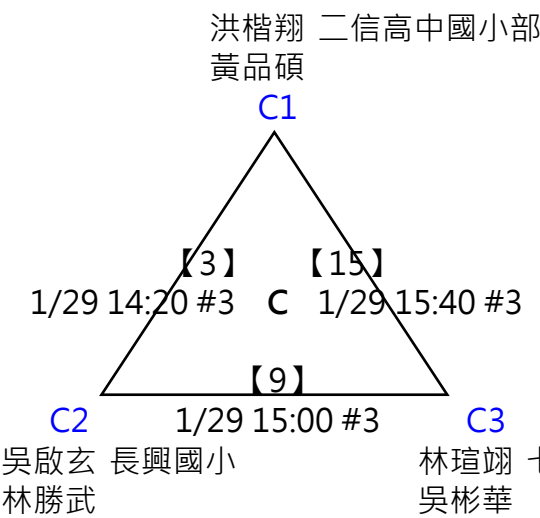 洪楷翔 二信高中國小部
黃品碩
C1
【3】 【15】
1/29 14:20 #3 C 1/29 15:40 #3
【9】
C2 1/29 15:00 #3 C3
吳啟玄 長興國小 林瑄翊
林勝武 吳彬華